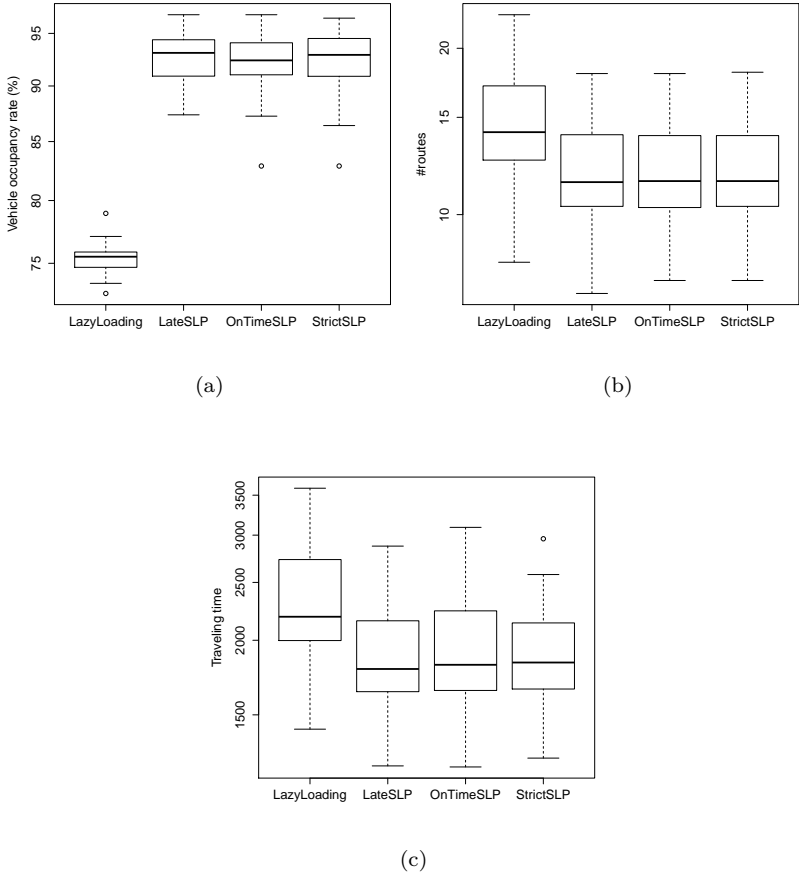 Vehicle occupancy rate (%)
95
90
85
80
75
LazyLoading LateSLP OnTimeSLP StrictSLP
(a)
#routes
20
15
10
LazyLoading LateSLP OnTimeSLP StrictSLP
(b)
Traveling time
3500
3000
2500
2000
1500
LazyLoading LateSLP OnTimeSLP StrictSLP
(c)